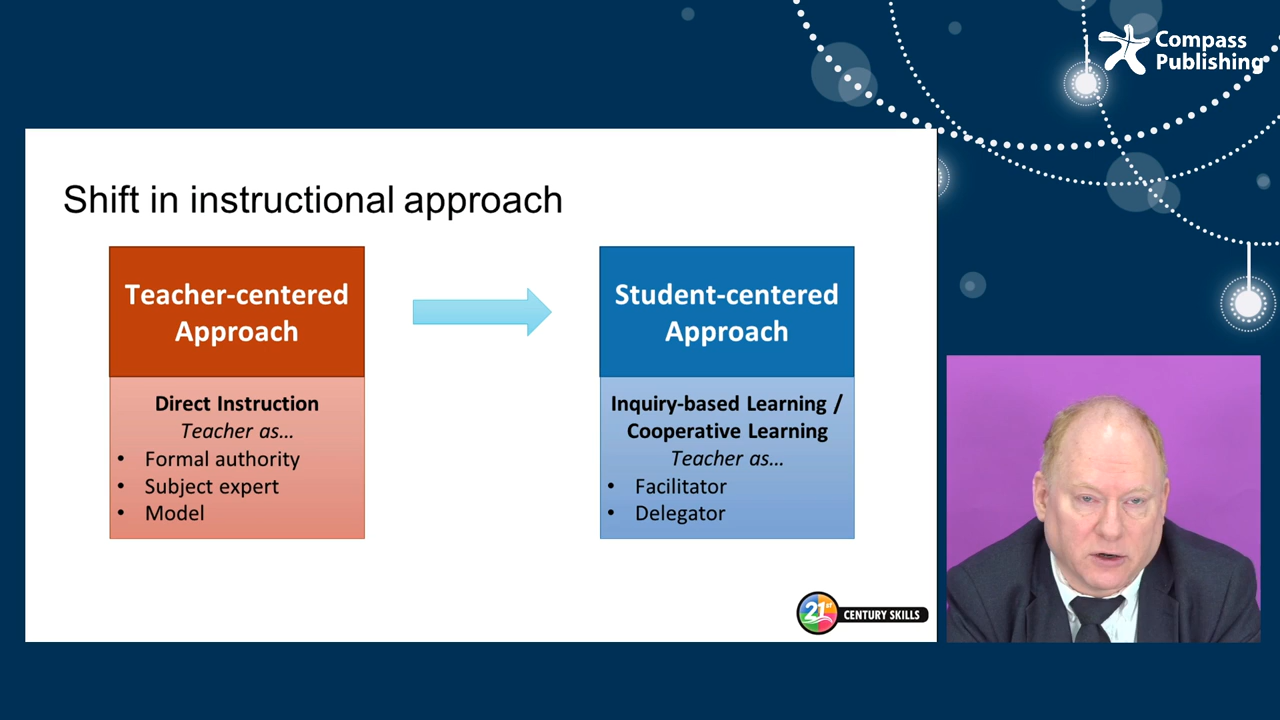 Compass
Publishing
Shift in instructional approach
Teacher-centered
Approach
Direct Instruction
Teacher as...
• Formal authority
• Subject expert
• Model
Student-centered
Approach
Inquiry-based Learning /
Cooperative Learning
Teacher as...
• Facilitator
• Delegator
21st CENTURY SKILLS